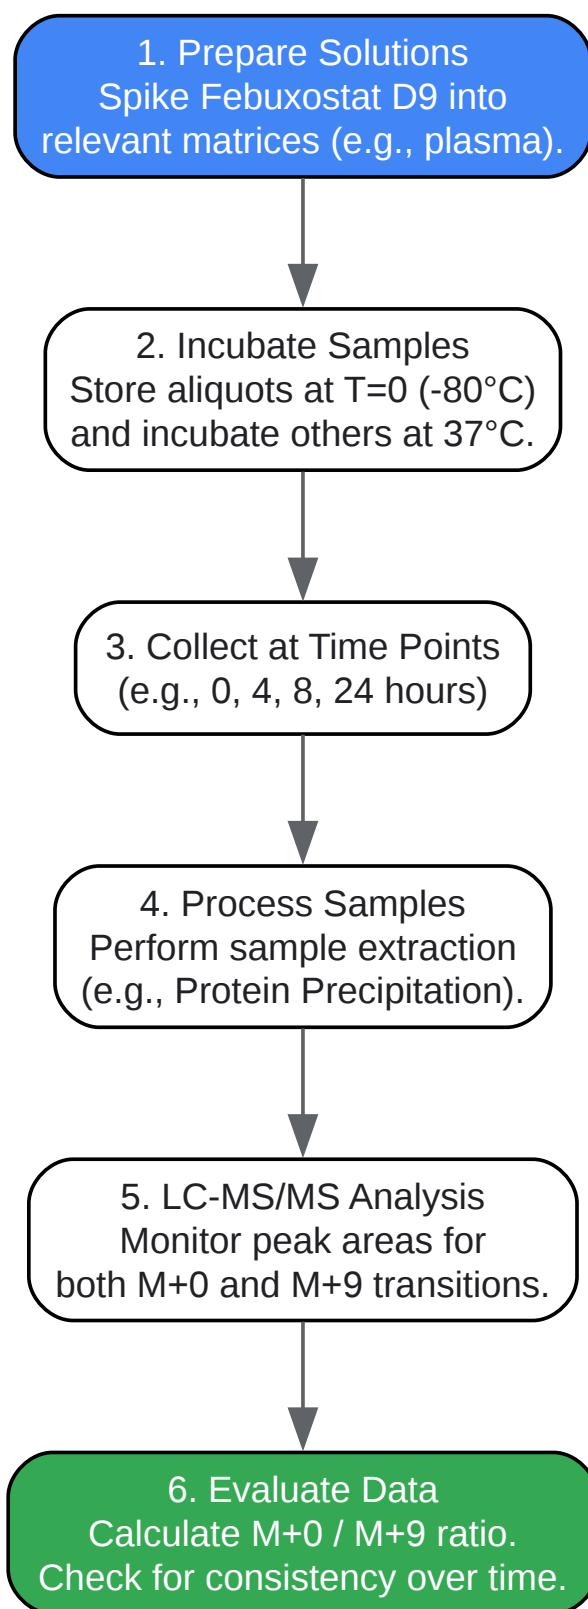 1. Prepare Solutions
Spike Febuxostat D9 into
relevant matrices (e.g., plasma).
2. Incubate Samples
Store aliquots at T=0 (-80°C)
and incubate others at 37°C.
3. Collect at Time Points
(e.g., 0, 4, 8, 24 hours)
4. Process Samples
Perform sample extraction
(e.g., Protein Precipitation).
5. LC-MS/MS Analysis
Monitor peak areas for
both M+0 and M+9 transitions.
6. Evaluate Data
Calculate M+0 / M+9 ratio.
Check for consistency over time.